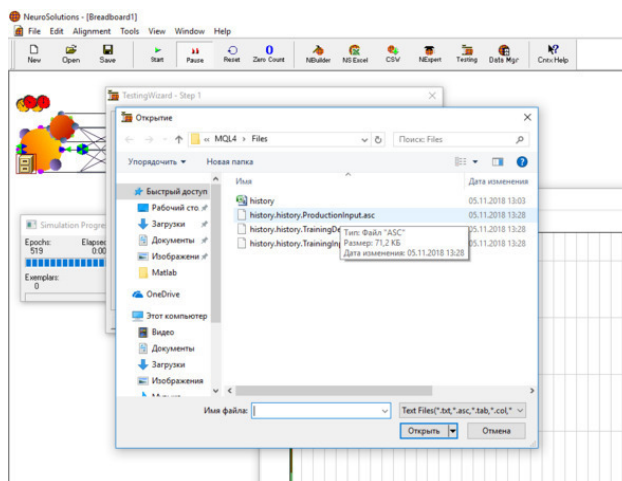 NeuroSolutions - [Breadboard1]
File Edit Alignment Tools View Window Help
New Open Save Start Pause Reset Zero Count NBuilder NS Excel CSV NExpert Testing Data Mgr Cntx Help
TestingWizard - Step 1
Открытие
« MQL4 › Files
Поиск: Files
Упорядочить
Новая папка
Быстрый доступ
Рабочий сто
Загрузки
Документы
Изображени
Matlab
OneDrive
Этот компьютер
Видео
Документы
Загрузки
Изображения
Имя
Дата изменения
history 05.11.2018 13:03
history.history.ProductionInput.asc 05.11.2018 13:28
history.history.TrainingDe 05.11.2018 13:28
history.history.TrainingInp 05.11.2018 13:28
Тип: Файл "ASC"
Размер: 71,2 КБ
Дата изменения: 05.11.2018 13:28
Имя файла:
Text Files(*.txt,*.asc,*.tab,*.col,*
Открыть
Отмена
Simulation Progre
Epochs: Elapsed
519 0:00
Exemplars:
0